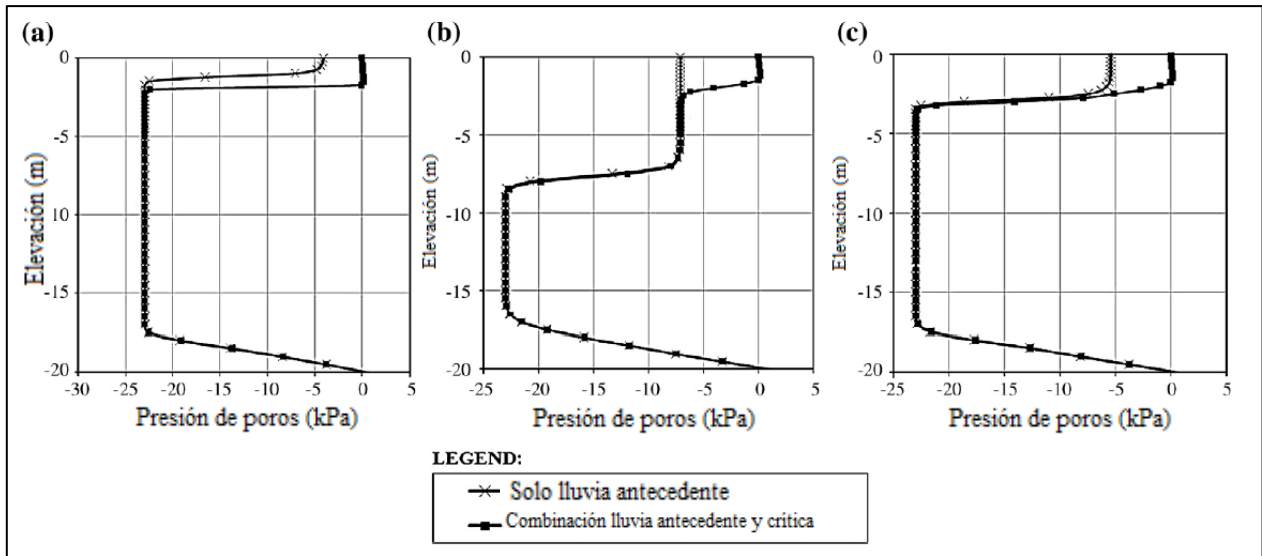 (a)
0
-5
10
-15
-20
Elevación (m)
-30 -25 -20 -15 -10 -5 0 5
Presión de poros (kPa)
(b)
0
-5
10
-15
-20
Elevación (m)
-25 -20 -15 -10 -5 0 5
Presión de poros (kPa)
(c)
0
-5
-10
-15
-20
Elevación (m)
-25 -20 -15 -10 -5 0 5
Presión de poros (kPa)
LEGEND:
Solo lluvia antecedente
Combinación lluvia antecedente y crítica